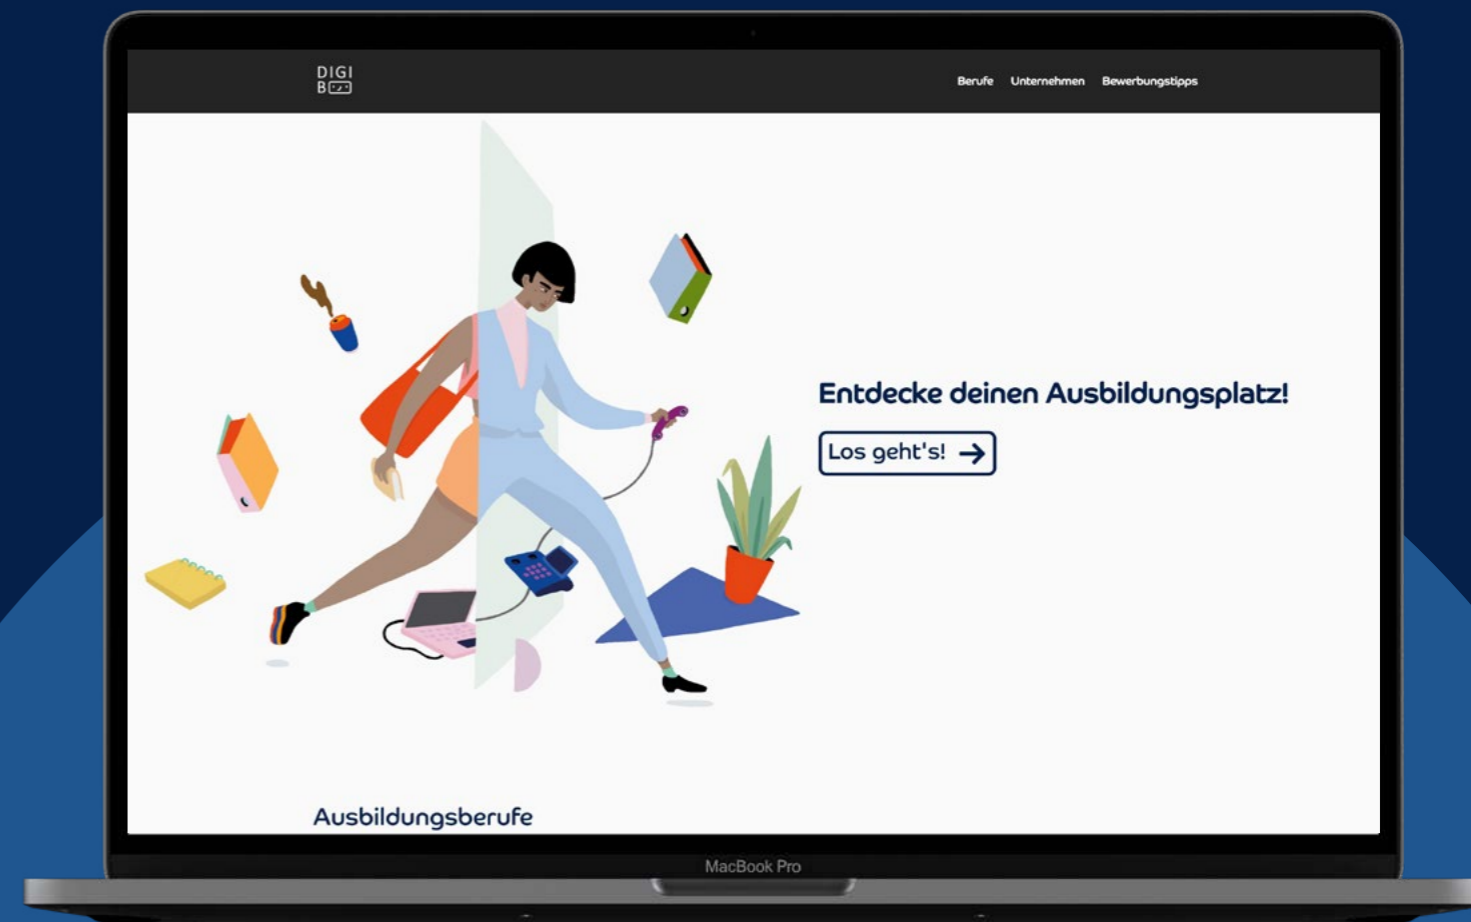 DIGI
B
Berufe Unternehmen Bewerbungstipps
Entdecke deinen Ausbildungsplatz!
Los geht's! →
Ausbildungsberufe
MacBook Pro